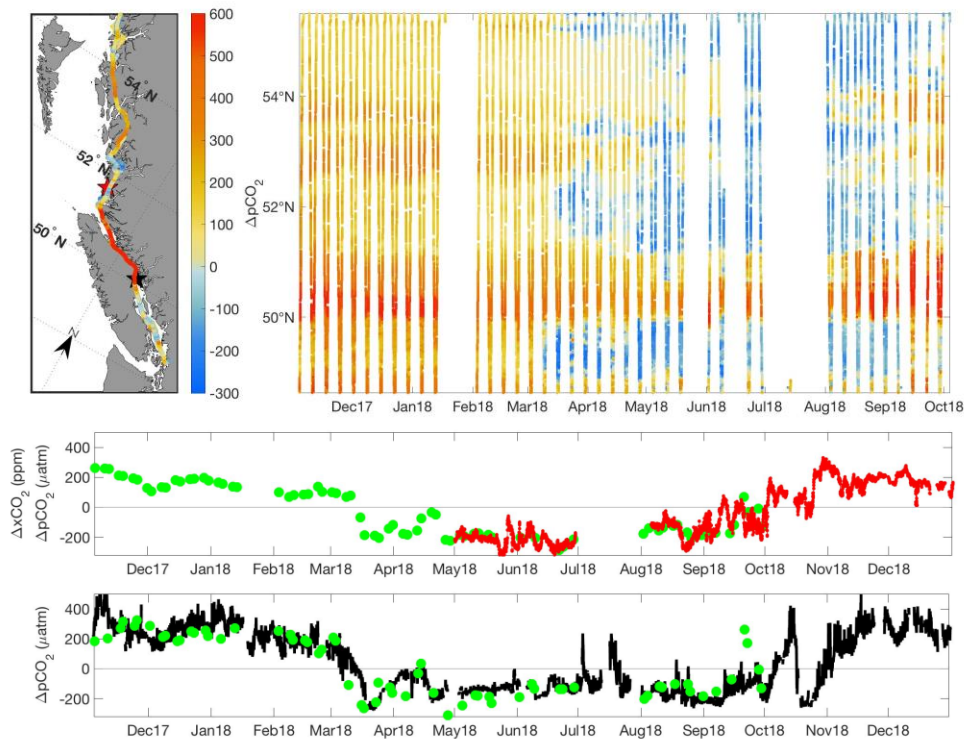 600
500
400
300
200
100
0
-100
-200
-300
ΔpCO2
54° N
52° N
50° N
N
54°N
52°N
50°N
Dec17 Jan18 Feb18 Mar18 Apr18 May18 Jun18 Jul18 Aug18 Sep18 Oct18
ΔxCO2 (ppm)
ΔpCO2 (μatm)
400
200
0
-200
Dec17 Jan18 Feb18 Mar18 Apr18 May18 Jun18 Jul18 Aug18 Sep18 Oct18 Nov18 Dec18
ΔpCO2 (μatm)
400
200
0
-200
Dec17 Jan18 Feb18 Mar18 Apr18 May18 Jun18 Jul18 Aug18 Sep18 Oct18 Nov18 Dec18